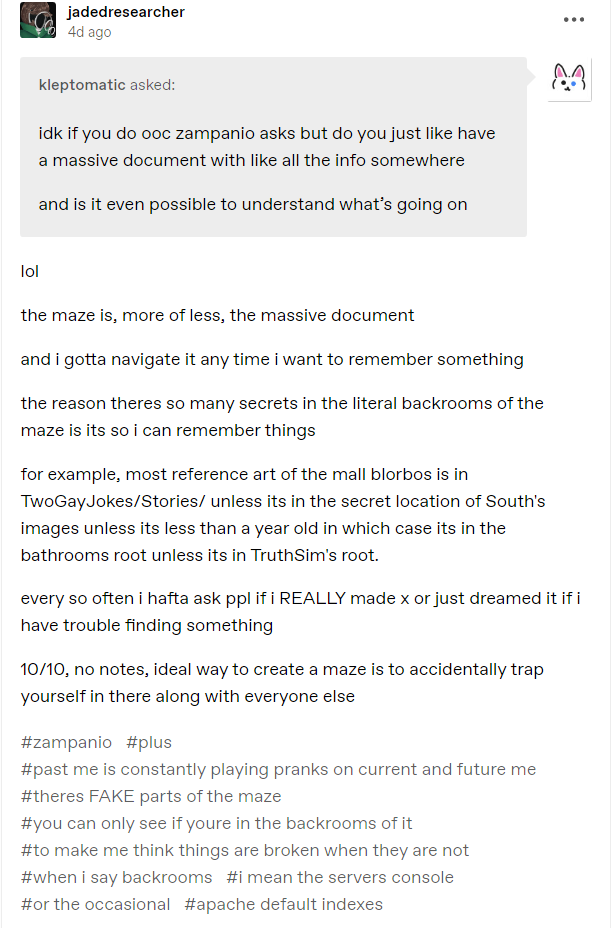 jadedresearcher
4d ago
kleptomatic asked:
idk if you do ooc zampanio asks but do you just like have
a massive document with like all the info somewhere
and is it even possible to understand what's going on
lol
the maze is, more of less, the massive document
and i gotta navigate it any time i want to remember something
the reason theres so many secrets in the literal backrooms of the
maze is its so i can remember things
for example, most reference art of the mall blorbos is in
TwoGayJokes/Stories/ unless its in the secret location of South's
images unless its less than a year old in which case its in the
bathrooms root unless its in TruthSim's root.
every so often i hafta ask ppl if i REALLY made x or just dreamed it if i
have trouble finding something
10/10, no notes, ideal way to create a maze is to accidentally trap
yourself in there along with everyone else
#zampanio #plus
#past me is constantly playing pranks on current and future me
#theres FAKE parts of the maze
#you can only see if youre in the backrooms of it
#to make me think things are broken when they are not
#when i say backrooms #i mean the servers console
#or the occasional #apache default indexes